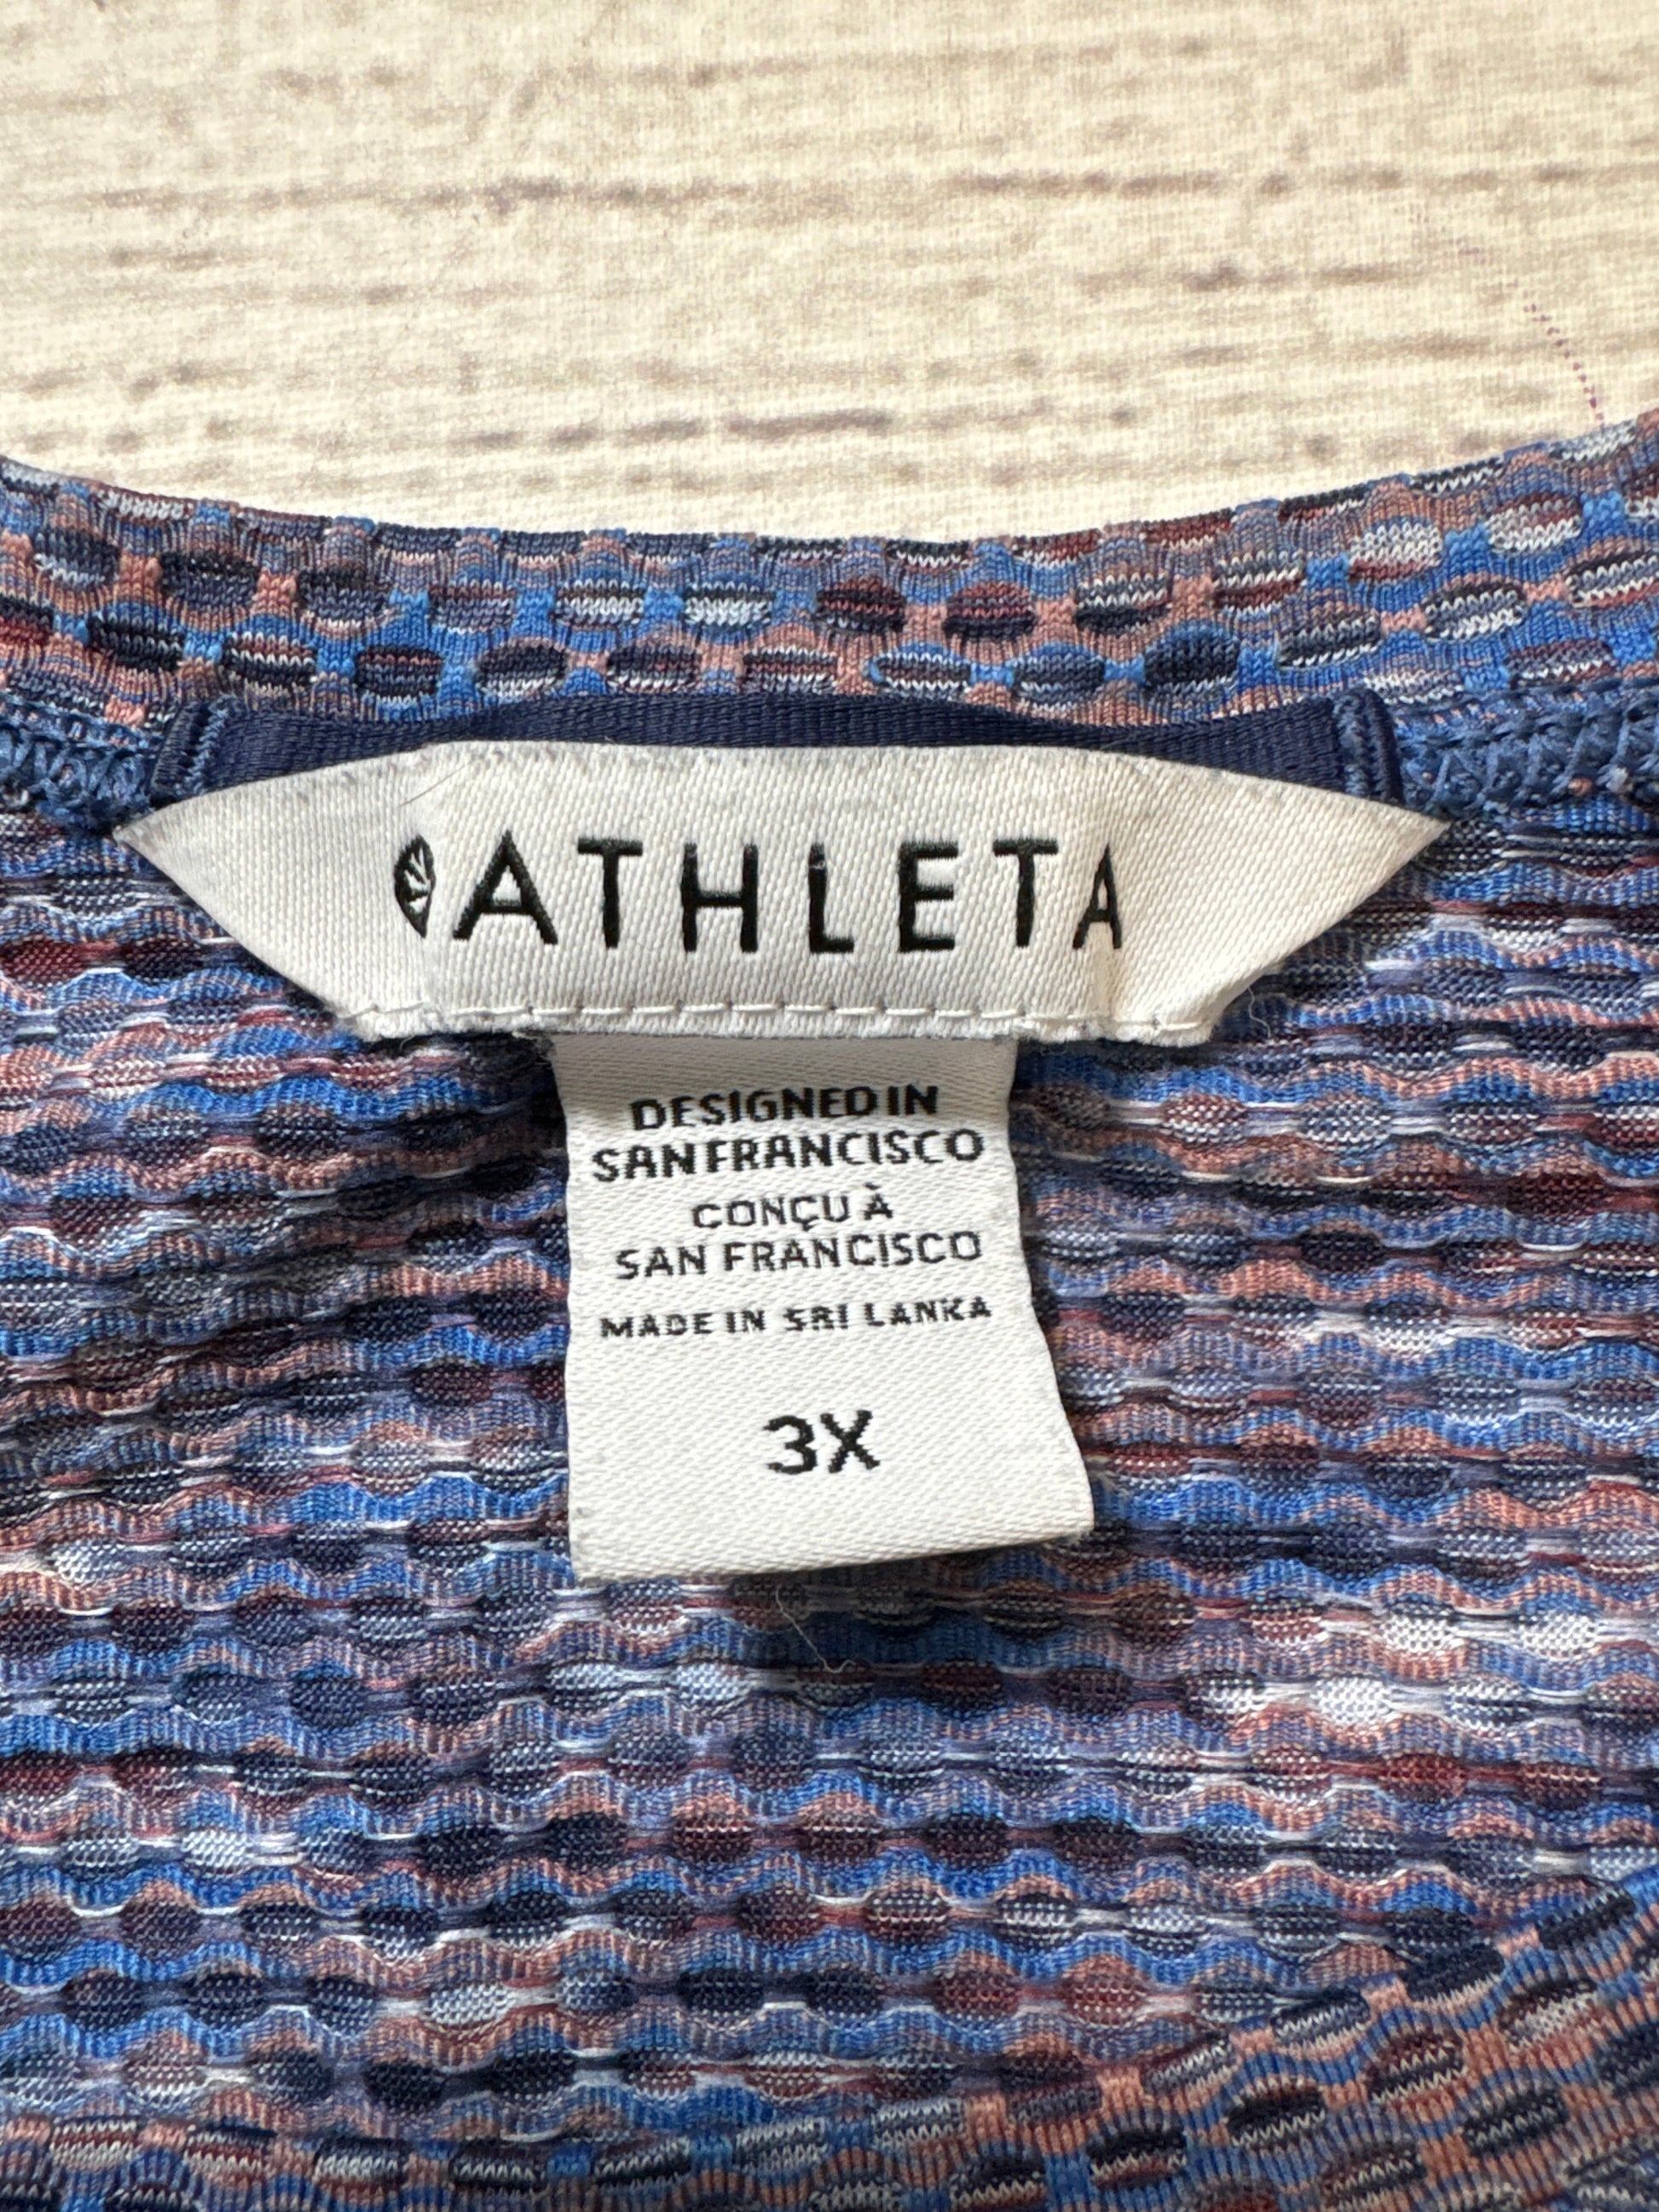 ATHLETA
DESIGNED IN
SAN FRANCISCO
CONÇU À
SAN FRANCISCO
MADE IN SRI LANKA
3X